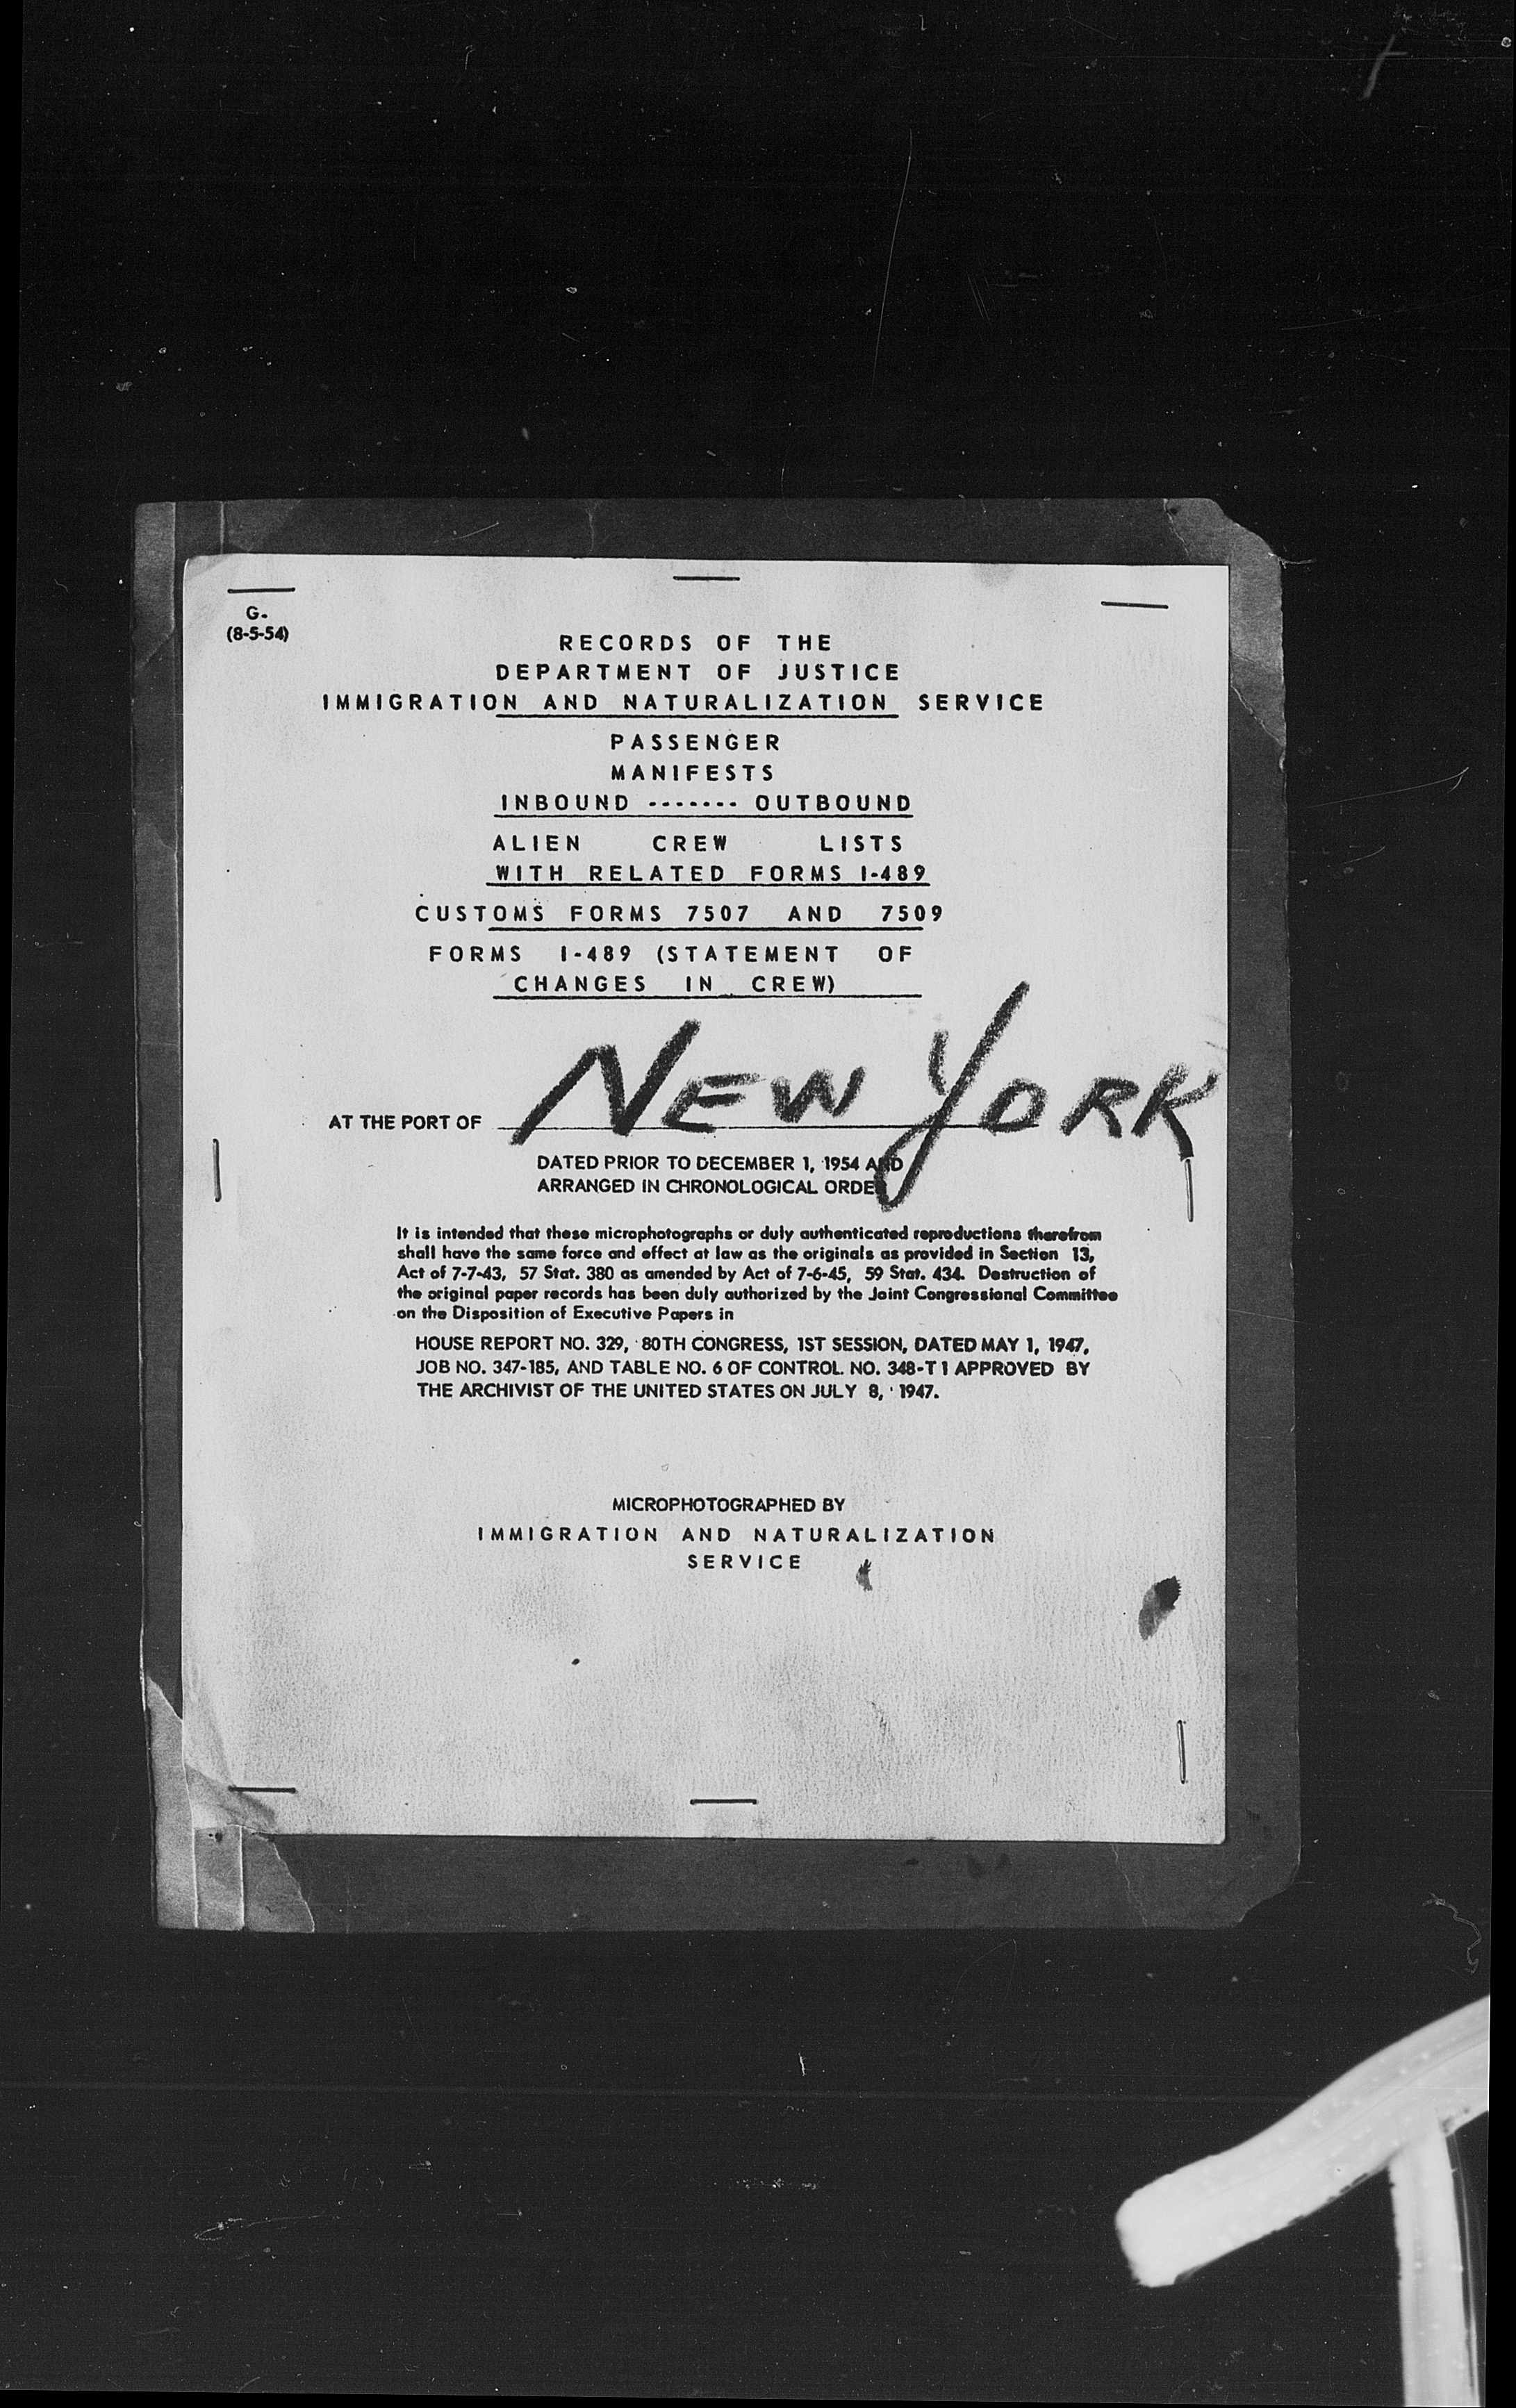 G.
(8-5-54)
RECORDS OF THE
DEPARTMENT OF JUSTICE
IMMIGRATION AND NATURALIZATION SERVICE
PASSENGER
MANIFESTS
INBOUND ------- OUTBOUND
ALIEN CREW LISTS
WITH RELATED FORMS I-489
CUSTOMS FORMS 7507 AND 7509
FORMS I-489 (STATEMENT OF
CHANGES IN CREW)
AT THE PORT OF NEW YORK
DATED PRIOR TO DECEMBER 1, 1954 AND
ARRANGED IN CHRONOLOGICAL ORDER
It is intended that these microphotographs or duly authenticated reproductions therefrom
shall have the same force and effect at law as the originals as provided in Section 13,
Act of 7-7-43, 57 Stat. 380 as amended by Act of 7-6-45, 59 Stat. 434. Destruction of
the original paper records has been duly authorized by the Joint Congressional Committee
on the Disposition of Executive Papers in
HOUSE REPORT NO. 329, 80TH CONGRESS, 1ST SESSION, DATED MAY 1, 1947,
JOB NO. 347-185, AND TABLE NO. 6 OF CONTROL NO. 348-T1 APPROVED BY
THE ARCHIVIST OF THE UNITED STATES ON JULY 8, 1947.
MICROPHOTOGRAPHED BY
IMMIGRATION AND NATURALIZATION
SERVICE